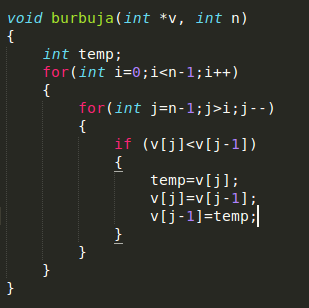 void burbuja(int *v, int n)
{
    int temp;
    for(int i=0;i<n-1;i++)
    {
        for(int j=n-1;j>i;j--)
        {
            if (v[j]<v[j-1])
            {
                temp=v[j];
                v[j]=v[j-1];
                v[j-1]=temp;
            }
        }
    }
}